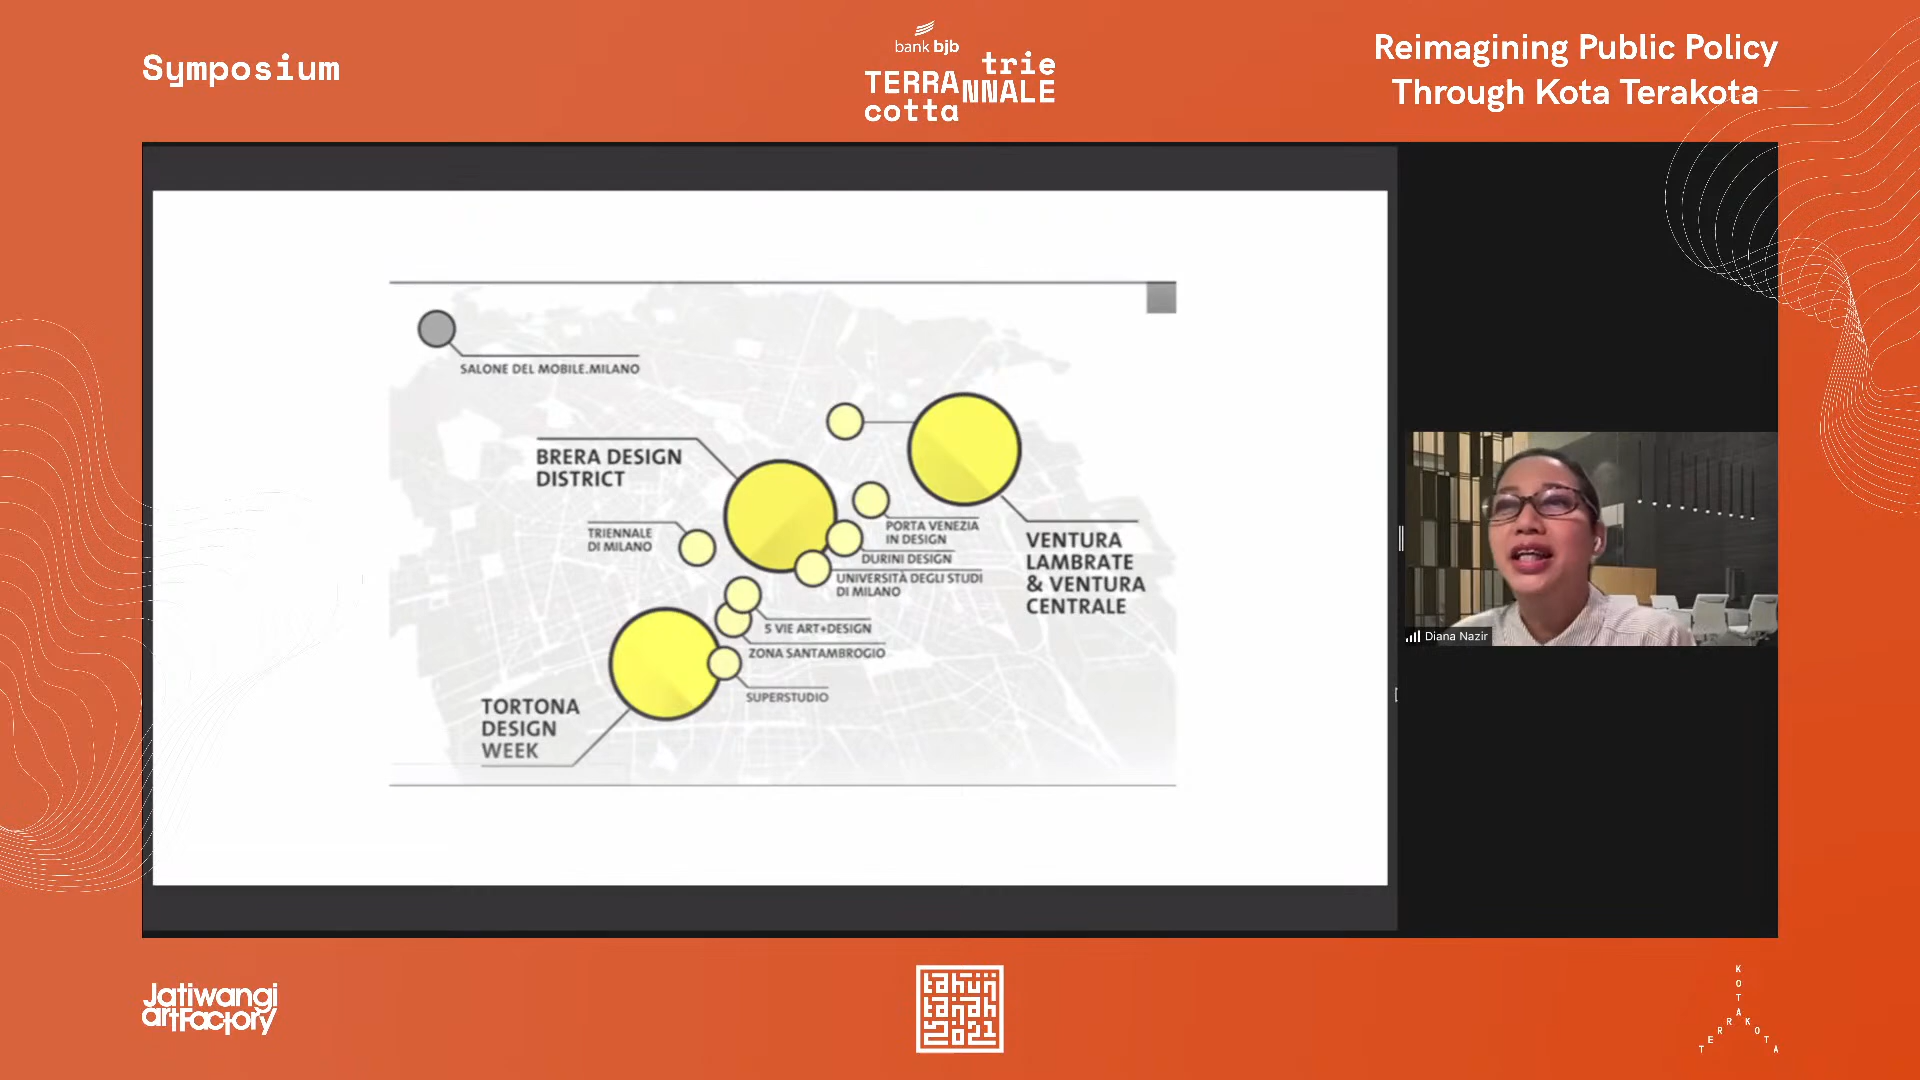 Symposium
bank bjb
trie
TERRA NNALE
cotta
Reimagining Public Policy
Through Kota Terakota
SALONE DEL MOBILE.MILANO
BRERA DESIGN
DISTRICT
TRIENNALE
DI MILANO
PORTA VENEZIA
IN DESIGN
DURINI DESIGN
UNIVERSITÀ DEGLI STUDI
DI MILANO
VENTURA
LAMBRATE
& VENTURA
CENTRALE
5 VIE ART+DESIGN
ZONA SANTAMBROGIO
SUPERSTUDIO
TORTONA
DESIGN
WEEK
Diana Nazir
Jatiwangi
artFactory
tahun
tanah
2021
KOTA
TERRAKOTA